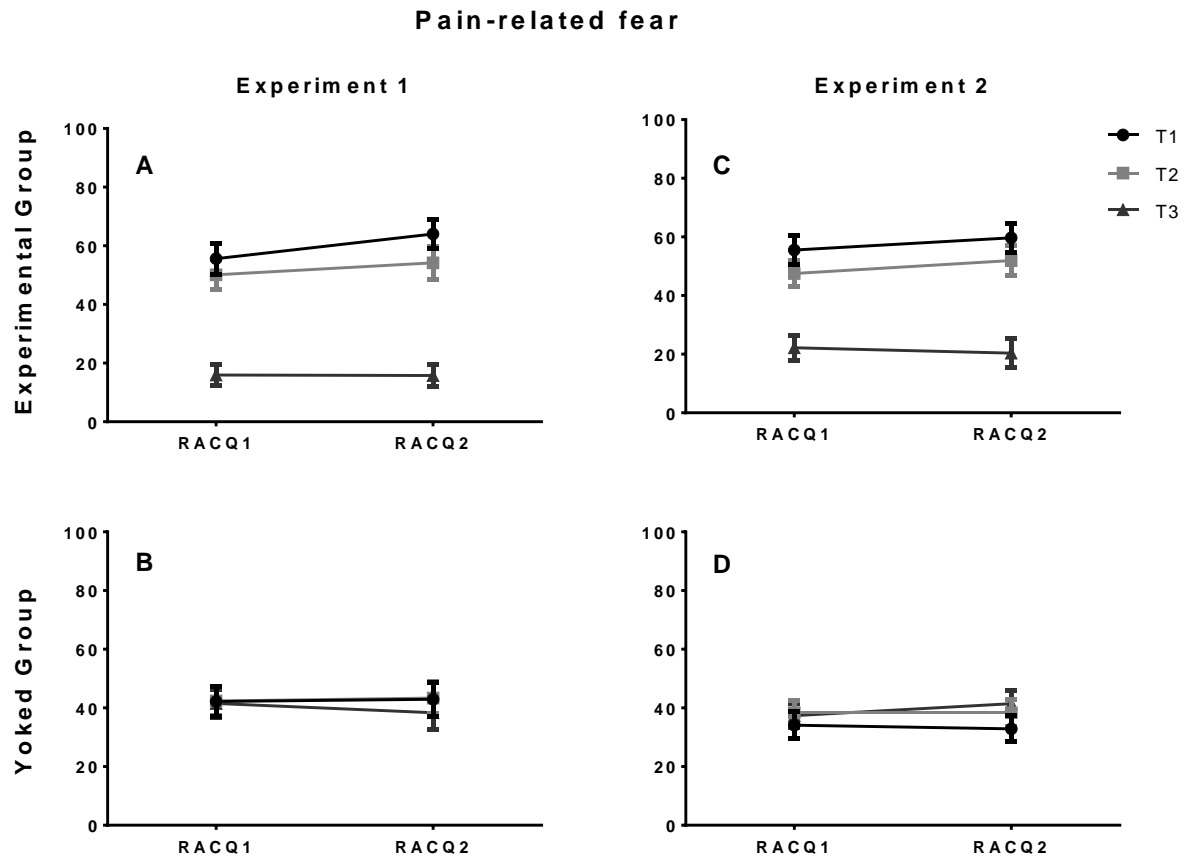 Pain-related fear
Experiment 1
Experimental Group
A
100
80
60
40
20
0
RACQ1 RACQ2
Experiment 2
C
100
80
60
40
20
0
RACQ1 RACQ2
T1
T2
T3
Yoked Group
B
100
80
60
40
20
0
RACQ1 RACQ2
D
100
80
60
40
20
0
RACQ1 RACQ2